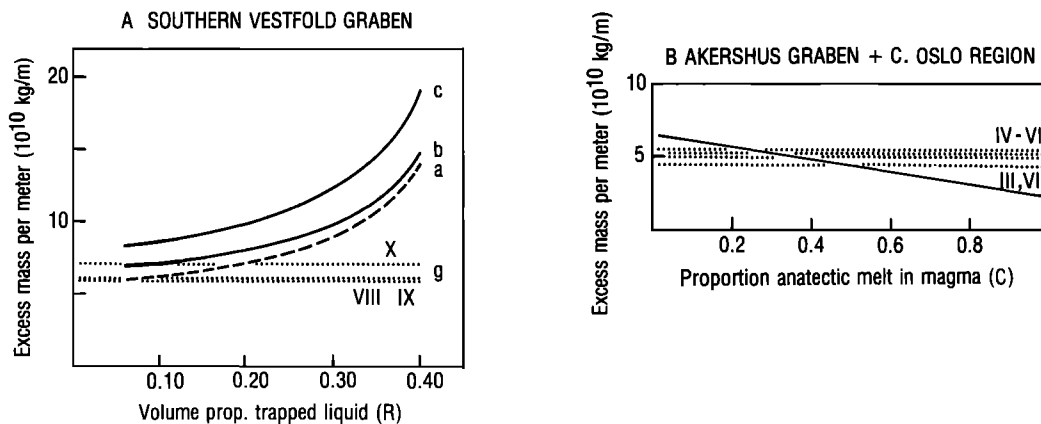 A SOUTHERN VESTFOLD GRABEN
Excess mass per meter (10¹⁰ kg/m)
20
10
c
b
a
X
g
VIII IX
0.10 0.20 0.30 0.40
Volume prop. trapped liquid (R)
B AKERSHUS GRABEN + C. OSLO REGION
Excess mass per meter (10¹⁰ kg/m)
10
5
IV - VI
III, VII
0.2 0.4 0.6 0.8
Proportion anatectic melt in magma (C)